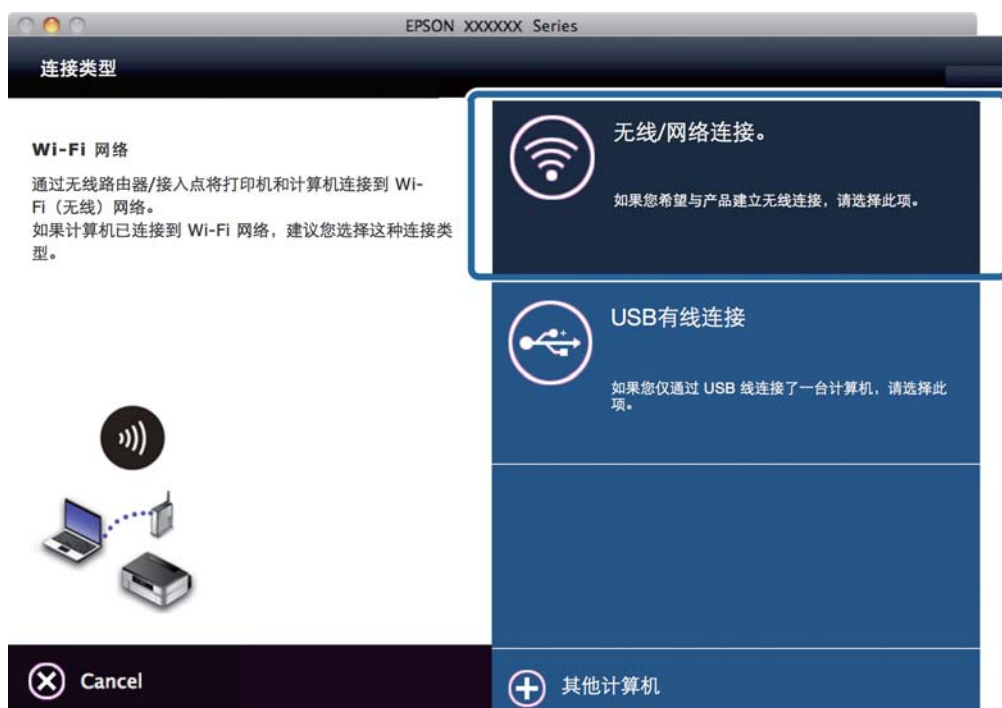 EPSON XXXXXX Series
连接类型
Wi-Fi 网络
通过无线路由器/接入点将打印机和计算机连接到 Wi-
Fi（无线）网络。
如果计算机已连接到 Wi-Fi 网络，建议您选择这种连接类
型。
无线/网络连接。
如果您希望与产品建立无线连接，请选择此项。
USB有线连接
如果您仅通过 USB 线连接了一台计算机，请选择此
项。
Cancel
其他计算机